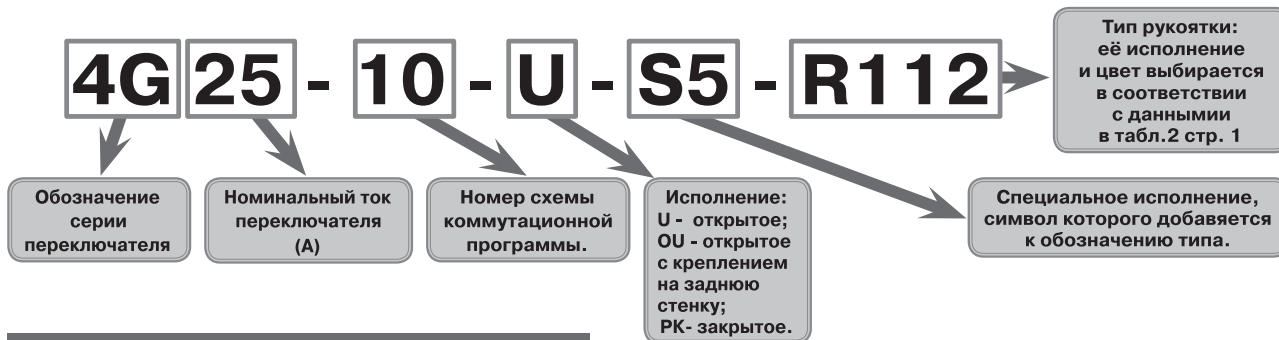 4G 25 - 10 - U - S5 - R112
Тип рукоятки:
её исполнение
и цвет выбирается
в соответствии
с даннымии
в табл.2 стр. 1
Обозначение
серии
переключателя
Номинальный ток
переключателя
(А)
Номер схемы
коммутационной
программы.
Исполнение:
U - открытое;
OU - открытое
с креплением
на заднюю
стенку;
РК- закрытое.
Специальное исполнение,
символ которого добавяется
к обозначению типа.